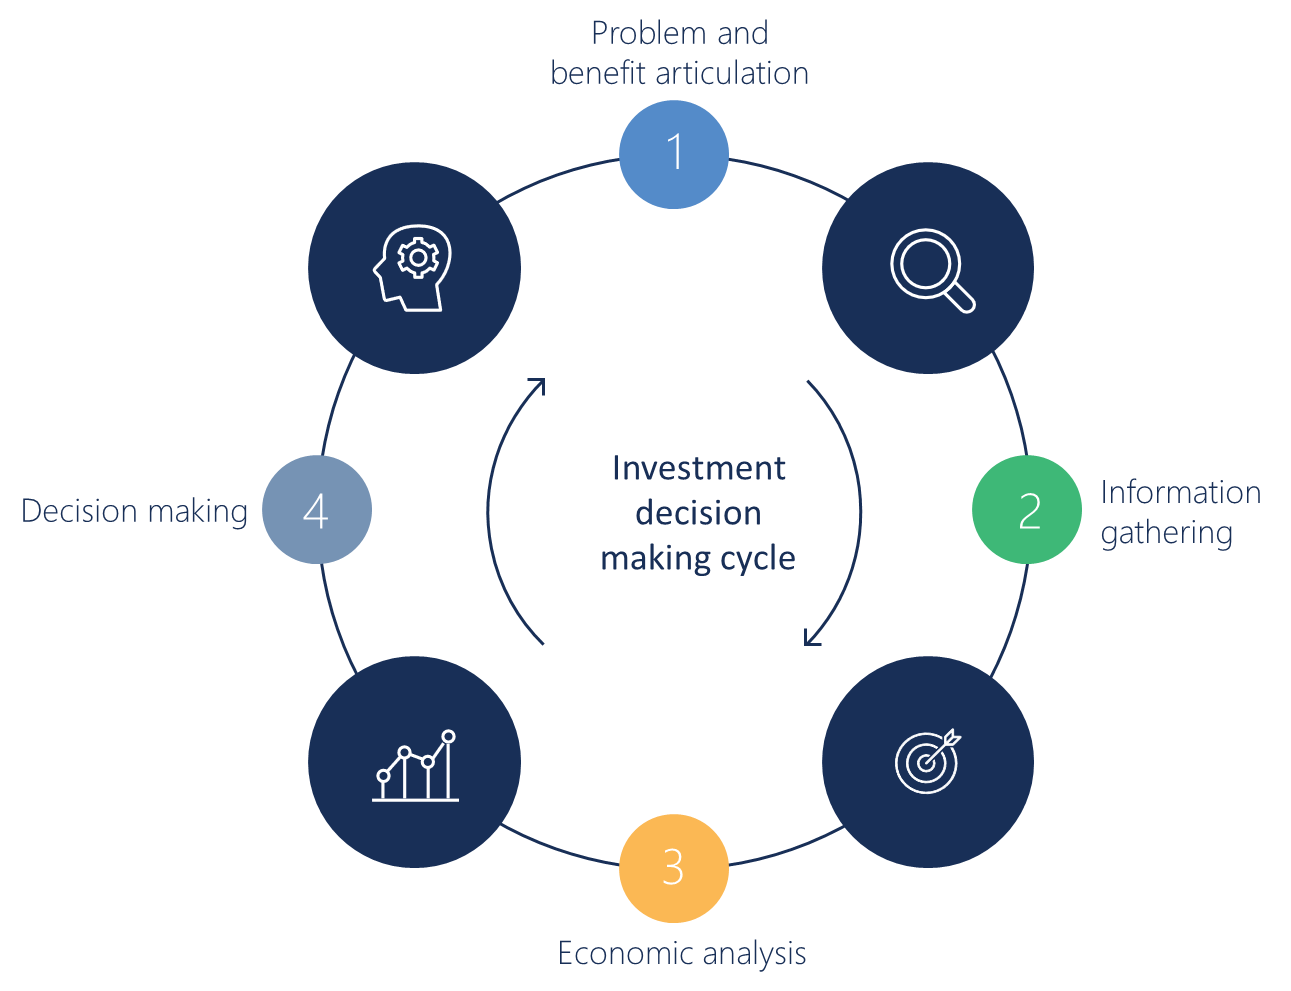 Problem and
benefit articulation
1
Investment
decision
making cycle
2
Information
gathering
3
Economic analysis
4
Decision making